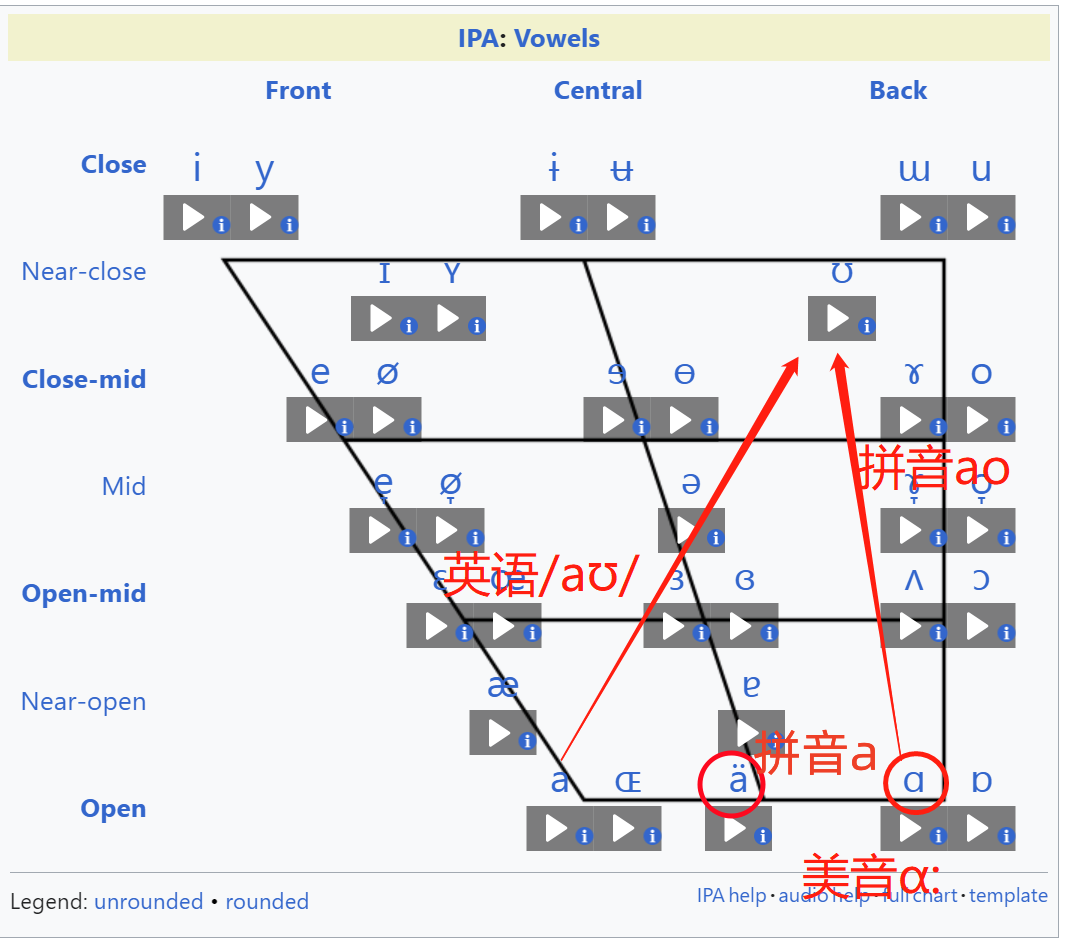 IPA: Vowels
Front Central Back
Close i y ɨ ʉ ɯ u
Near-close ɪ ʏ ʊ
Close-mid e ø ɘ ɵ ɤ o
拼音ao
Mid e̞ ø̞ ə ɤ̞ o̞
英语/aʊ/
Open-mid ɛ œ ɜ ɞ ʌ ɔ
Near-open æ ɐ
拼音a
Open a ɶ ä ɑ ɒ
美音ɑ:
Legend: unrounded • rounded
IPA help · audio help · full chart · template